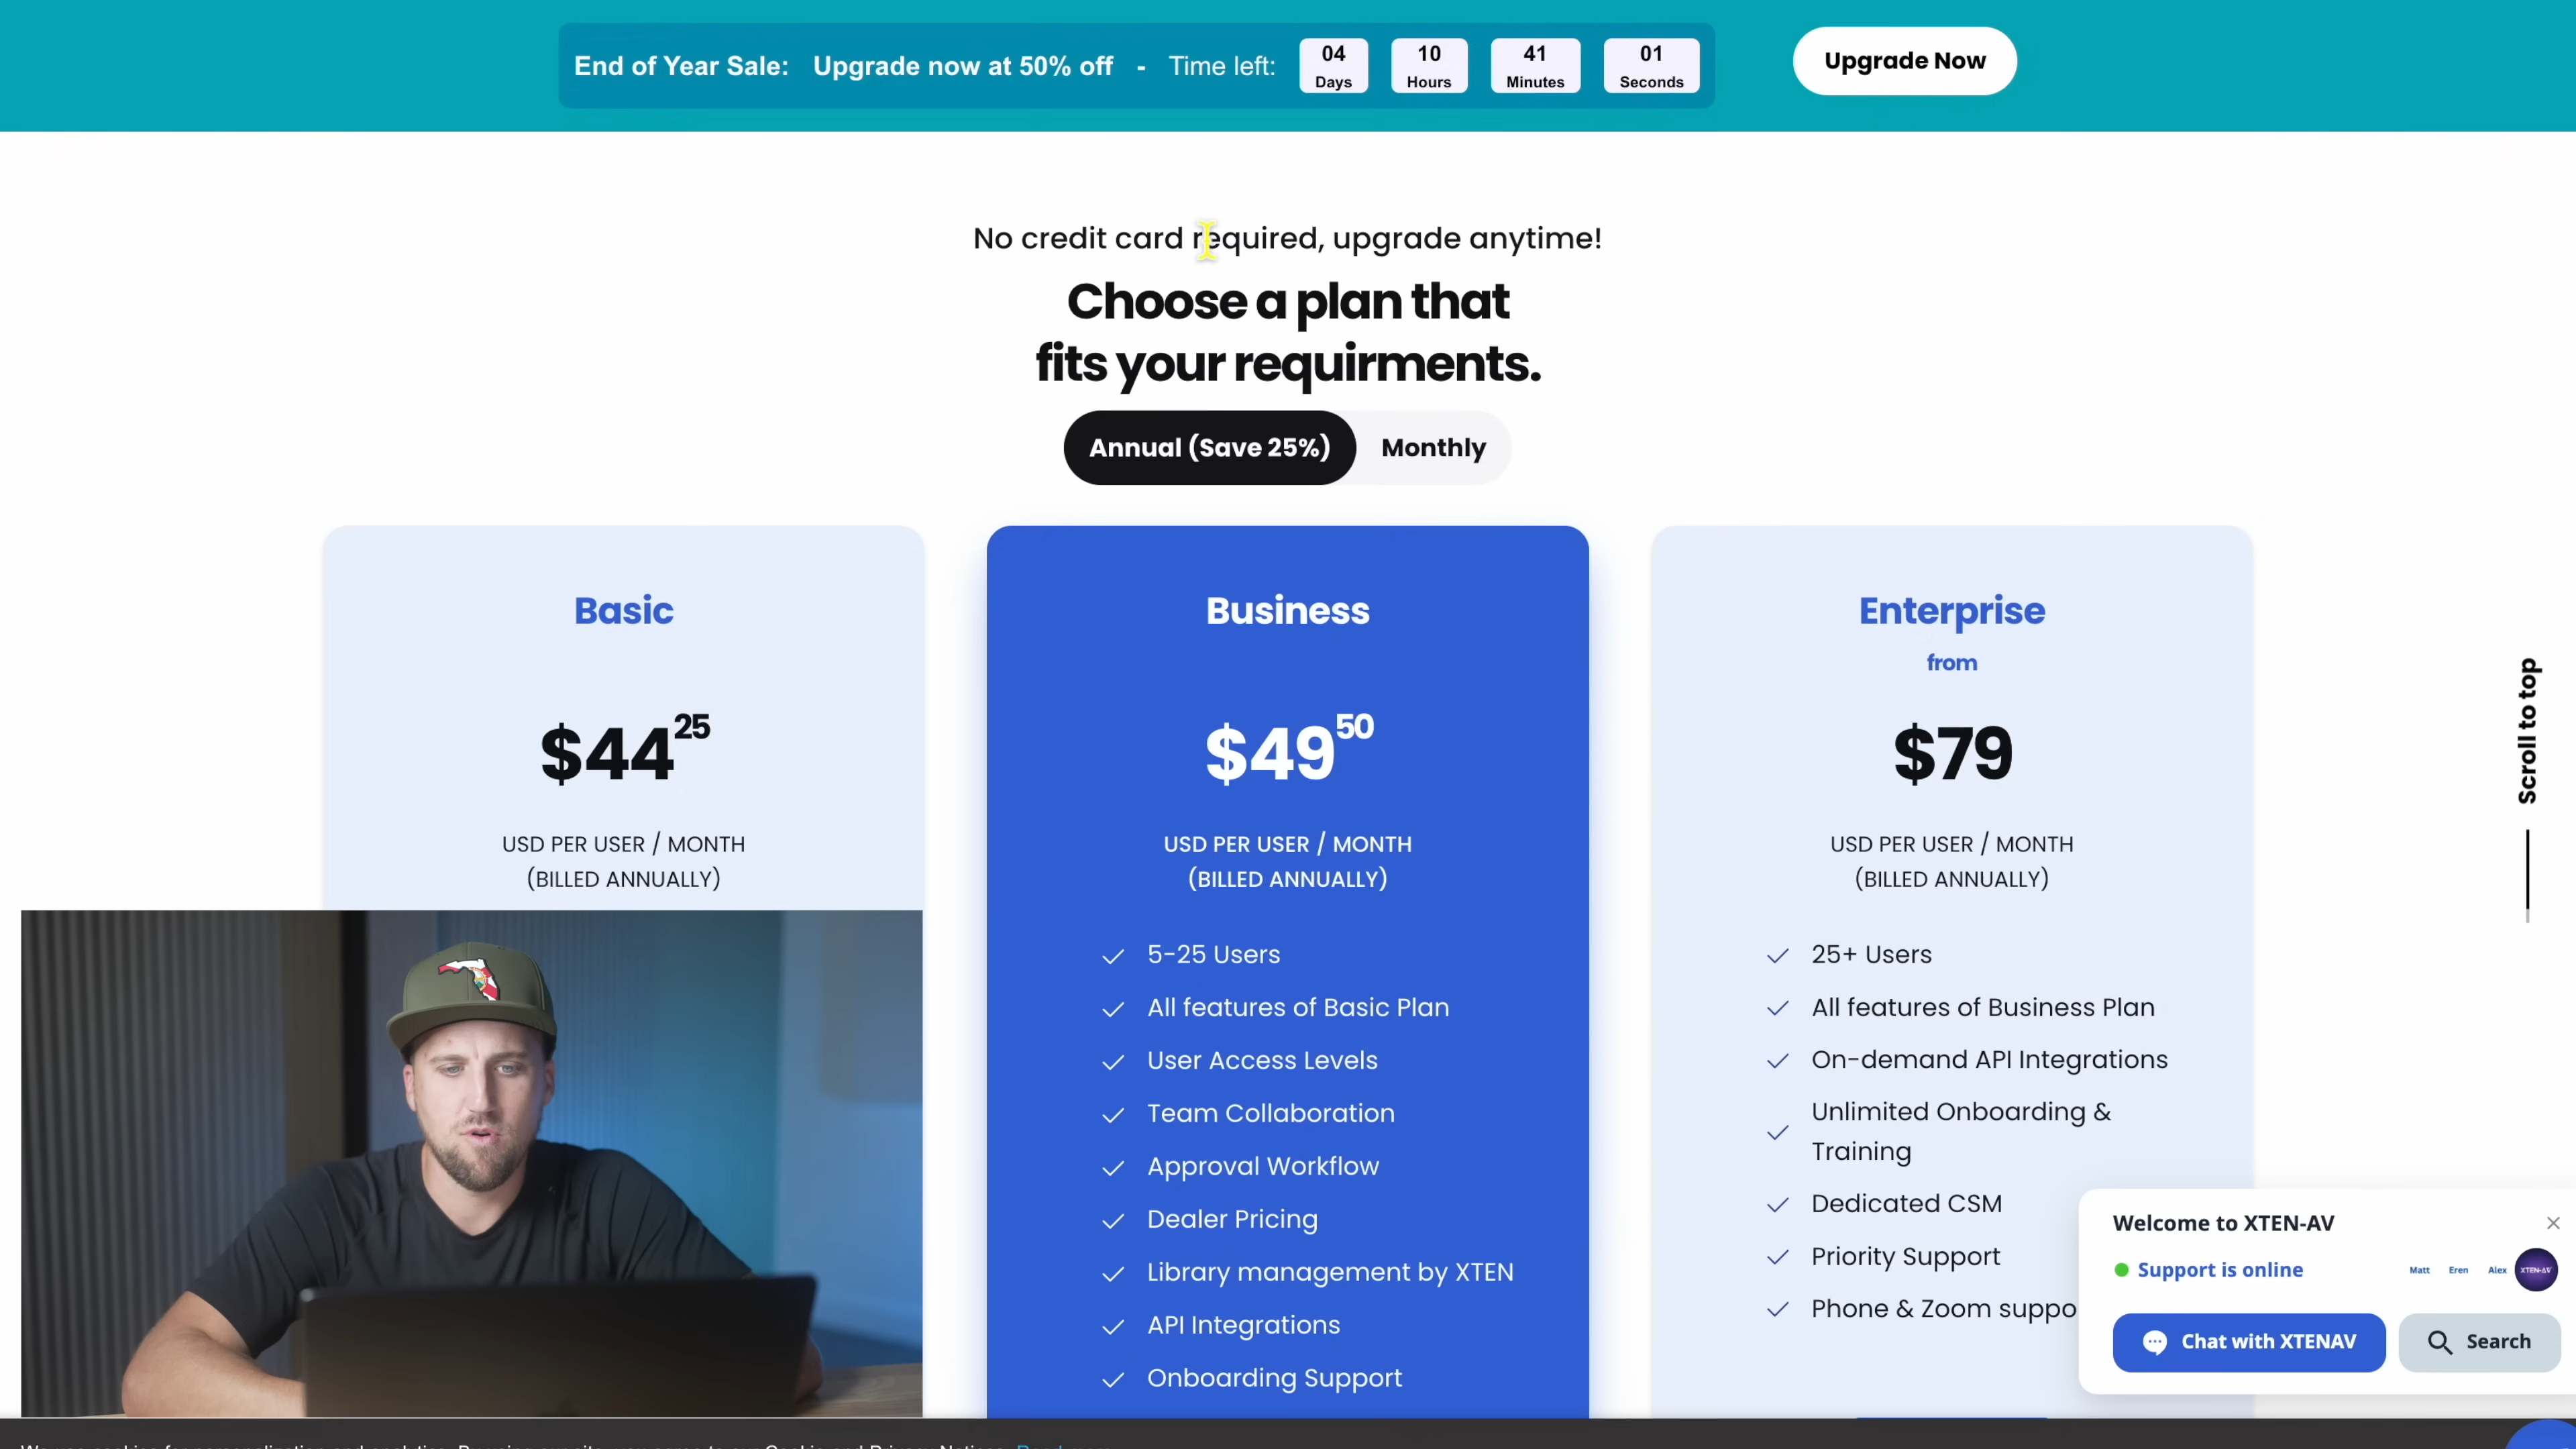 End of Year Sale: Upgrade now at 50% off - Time left:
04 Days
10 Hours
41 Minutes
01 Seconds
Upgrade Now
No credit card required, upgrade anytime!
Choose a plan that
fits your requirments.
Annual (Save 25%)
Monthly
Basic
$44 25
USD PER USER / MONTH
(BILLED ANNUALLY)
Business
$49 50
USD PER USER / MONTH
(BILLED ANNUALLY)
5-25 Users
All features of Basic Plan
User Access Levels
Team Collaboration
Approval Workflow
Dealer Pricing
Library management by XTEN
API Integrations
Onboarding Support
Enterprise
from
$79
USD PER USER / MONTH
(BILLED ANNUALLY)
25+ Users
All features of Business Plan
On-demand API Integrations
Unlimited Onboarding &
Training
Dedicated CSM
Priority Support
Phone & Zoom suppo
Scroll to top
Welcome to XTEN-AV
Support is online
Matt Eren Alex XTEN-AV
Chat with XTENAV
Search